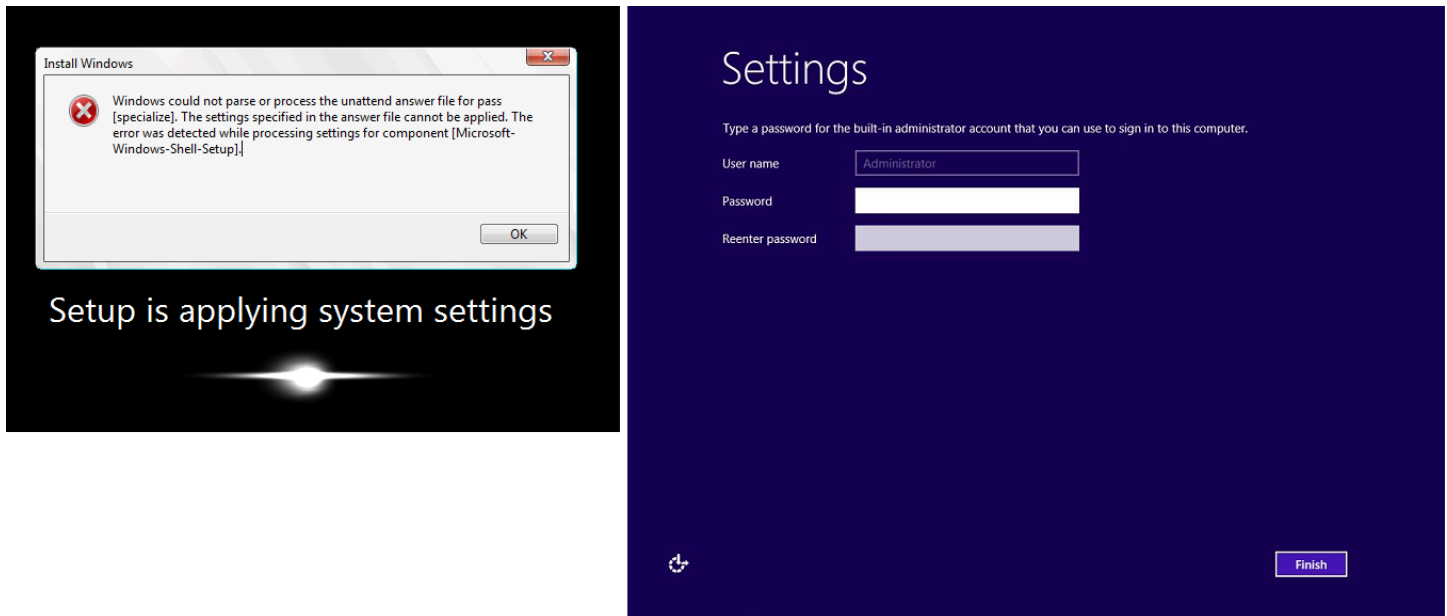 Install Windows
Windows could not parse or process the unattend answer file for pass
[specialize]. The settings specified in the answer file cannot be applied. The
error was detected while processing settings for component [Microsoft-
Windows-Shell-Setup].
OK
Setup is applying system settings
Settings
Type a password for the built-in administrator account that you can use to sign in to this computer.
User name
Administrator
Password
Reenter password
Finish